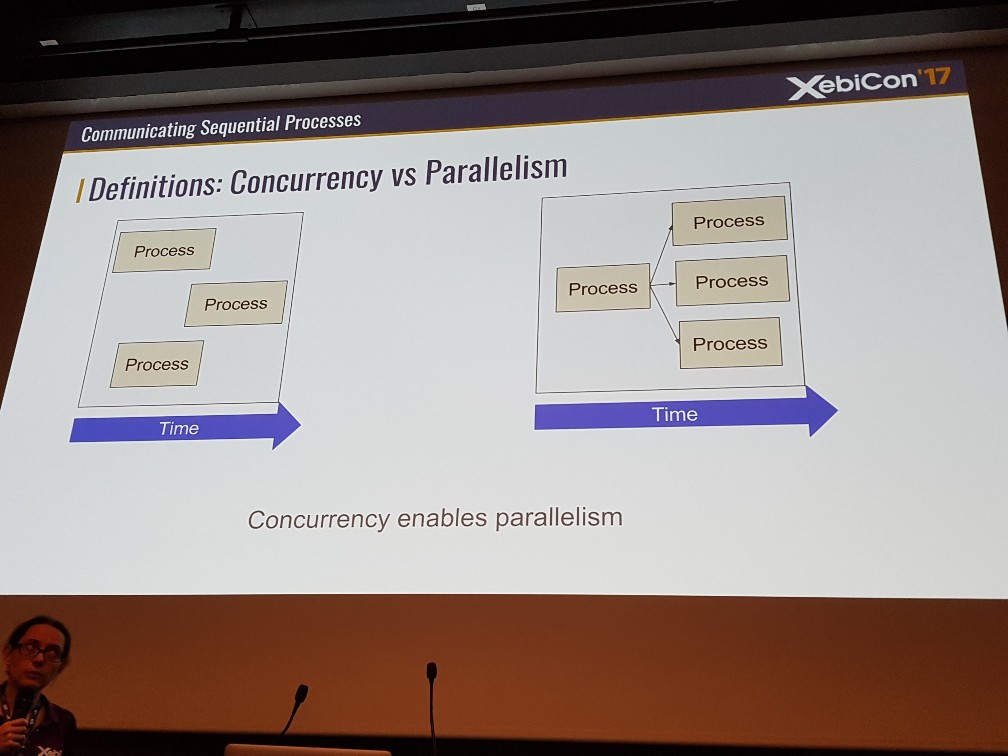 XebiCon'17
Communicating Sequential Processes
Definitions: Concurrency vs Parallelism
Process
Process
Process
Time
Process
Process
Process
Process
Time
Concurrency enables parallelism
Xebi